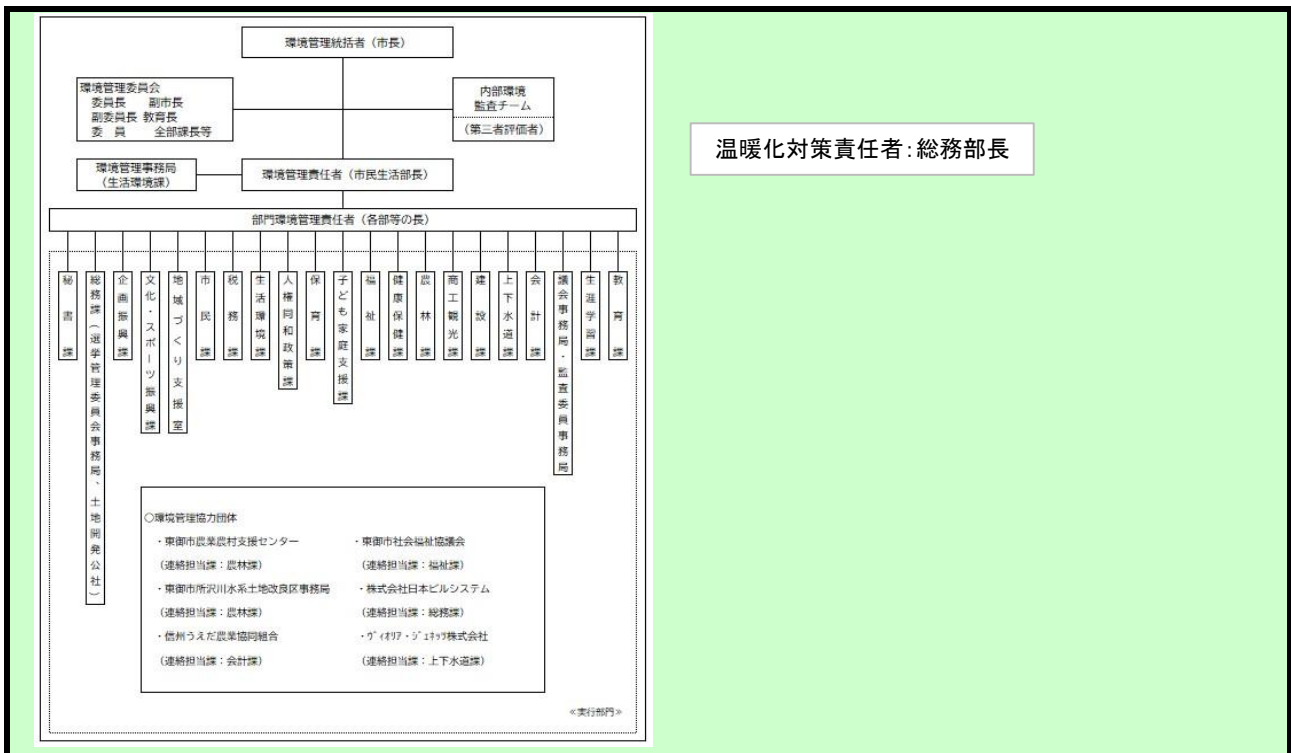 環境管理統括者（市長）
環境管理委員会
委員長　副市長
副委員長 教育長
委　員　全部課長等
内部環境
監査チーム
（第三者評価者）
温暖化対策責任者：総務部長
環境管理事務局
（生活環境課）
環境管理責任者（市民生活部長）
部門環境管理責任者（各部等の長）
秘書課
総務課（選挙管理委員会事務局、土地開発公社）
企画振興課
文化・スポーツ振興課
地域づくり支援室
市民課
税務課
生活環境課
人権同和政策課
保育課
子ども家庭支援課
福祉課
健康保健課
農林課
商工観光課
建設課
上下水道課
会計課
議会事務局・監査委員事務局
生涯学習課
教育課
○環境管理協力団体
・東御市農業農村支援センター
（連絡担当課：農林課）
・東御市所沢川水系土地改良区事務局
（連絡担当課：農林課）
・信州うえだ農業協同組合
（連絡担当課：会計課）
・東御市社会福祉協議会
（連絡担当課：福祉課）
・株式会社日本ビルシステム
（連絡担当課：総務課）
・ヴィオリア・ジェネッツ株式会社
（連絡担当課：上下水道課）
≪実行部門≫